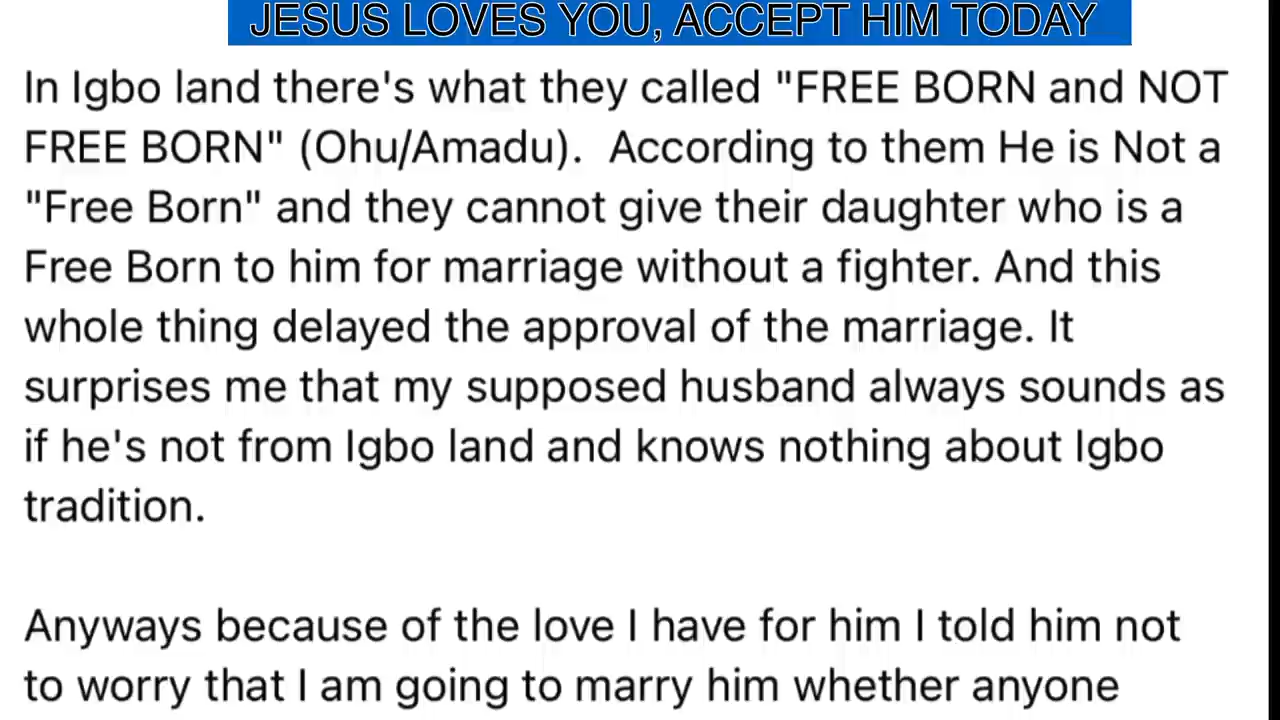 JESUS LOVES YOU, ACCEPT HIM TODAY
In Igbo land there's what they called "FREE BORN and NOT
FREE BORN" (Ohu/Amadu).  According to them He is Not a
"Free Born" and they cannot give their daughter who is a
Free Born to him for marriage without a fighter. And this
whole thing delayed the approval of the marriage. It
surprises me that my supposed husband always sounds as
if he's not from Igbo land and knows nothing about Igbo
tradition.
Anyways because of the love I have for him I told him not
to worry that I am going to marry him whether anyone